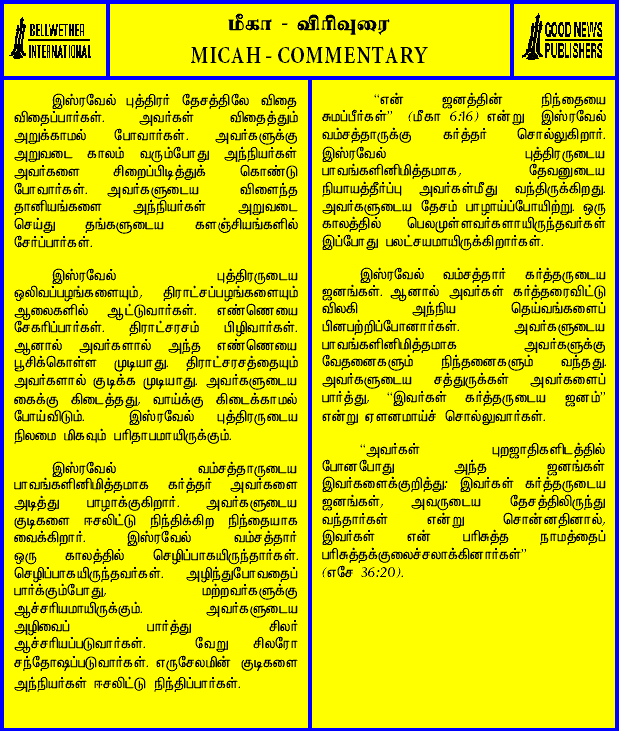 BELLWETHER
INTERNATIONAL
மீகா - விரிவுரை
MICAH - COMMENTARY
GOOD NEWS
PUBLISHERS
இஸ்ரவேல் புத்திரர் தேசத்திலே விதை
விதைப்பார்கள். அவர்கள் விதைத்தும்
அறுக்காமல் போவார்கள். அவர்களுக்கு
அறுவடை காலம் வரும்போது அந்நியர்கள்
அவர்களை சிறைப்பிடித்துக் கொண்டு
போவார்கள். அவர்களுடைய விளைந்த
தானியங்களை அந்நியர்கள் அறுவடை
செய்து தங்களுடைய களஞ்சியங்களில்
சேர்ப்பார்கள்.
இஸ்ரவேல் புத்திரருடைய
ஒலிவப்பழங்களையும், திராட்சப்பழங்களையும்
ஆலைகளில் ஆட்டுவார்கள். எண்ணெயை
சேகரிப்பார்கள். திராட்சரசம் பிழிவார்கள்.
ஆனால் அவர்களால் அந்த எண்ணெயை
பூசிக்கொள்ள முடியாது. திராட்சரசத்தையும்
அவர்களால் குடிக்க முடியாது. அவர்களுடைய
கைக்கு கிடைத்தது, வாய்க்கு கிடைக்காமல்
போய்விடும். இஸ்ரவேல் புத்திரருடைய
நிலமை மிகவும் பரிதாபமாயிருக்கும்.
இஸ்ரவேல் வம்சத்தாருடைய
பாவங்களினிமித்தமாக கர்த்தர் அவர்களை
அடித்து பாழாக்குகிறார். அவர்களுடைய
குடிகளை ஈசலிட்டு நிந்திக்கிற நிந்தையாக
வைக்கிறார். இஸ்ரவேல் வம்சத்தார்
ஒரு காலத்தில் செழிப்பாகயிருந்தார்கள்.
செழிப்பாகயிருந்தவர்கள். அழிந்துபோவதைப்
பார்க்கும்போது, மற்றவர்களுக்கு
ஆச்சரியமாயிருக்கும். அவர்களுடைய
அழிவைப் பார்த்து சிலர்
ஆச்சரியப்படுவார்கள். வேறு சிலரோ
சந்தோஷப்படுவார்கள். எருசேலமின் குடிகளை
அந்நியர்கள் ஈசலிட்டு நிந்திப்பார்கள்.
“என் ஜனத்தின் நிந்தையை
சுமப்பீர்கள்” (மீகா 6:16) என்று இஸ்ரவேல்
வம்சத்தாருக்கு கர்த்தர் சொல்லுகிறார்.
இஸ்ரவேல் புத்திரருடைய
பாவங்களினிமித்தமாக, தேவனுடைய
நியாயத்தீர்ப்பு அவர்கள்மீது வந்திருக்கிறது.
அவர்களுடைய தேசம் பாழாய்ப்போயிற்று. ஒரு
காலத்தில் பெலமுள்ளவர்களாயிருந்தவர்கள்
இப்போது பலட்சயமாயிருக்கிறார்கள்.
இஸ்ரவேல் வம்சத்தார் கர்த்தருடைய
ஜனங்கள். ஆனால் அவர்கள் கர்த்தரைவிட்டு
விலகி அந்நிய தெய்வங்களைப்
பினபற்றிப்போனார்கள். அவர்களுடைய
பாவங்களினிமித்தமாக அவர்களுக்கு
வேதனைகளும் நிந்தனைகளும் வந்தது.
அவர்களுடைய சத்துருக்கள் அவர்களைப்
பார்த்து, “இவர்கள் கர்த்தருடைய ஜனம்”
என்று ஏளனமாய்ச் சொல்லுவார்கள்.
“அவர்கள் புறஜாதிகளிடத்தில்
போனபோது அந்த ஜனங்கள்
இவர்களைக்குறித்து: இவர்கள் கர்த்தருடைய
ஜனங்கள், அவருடைய தேசத்திலிருந்து
வந்தார்கள் என்று சொன்னதினால்,
இவர்கள் என் பரிசுத்த நாமத்தைப்
பரிசுத்தக்குலைச்சலாக்கினார்கள்”
(எசே 36:20).